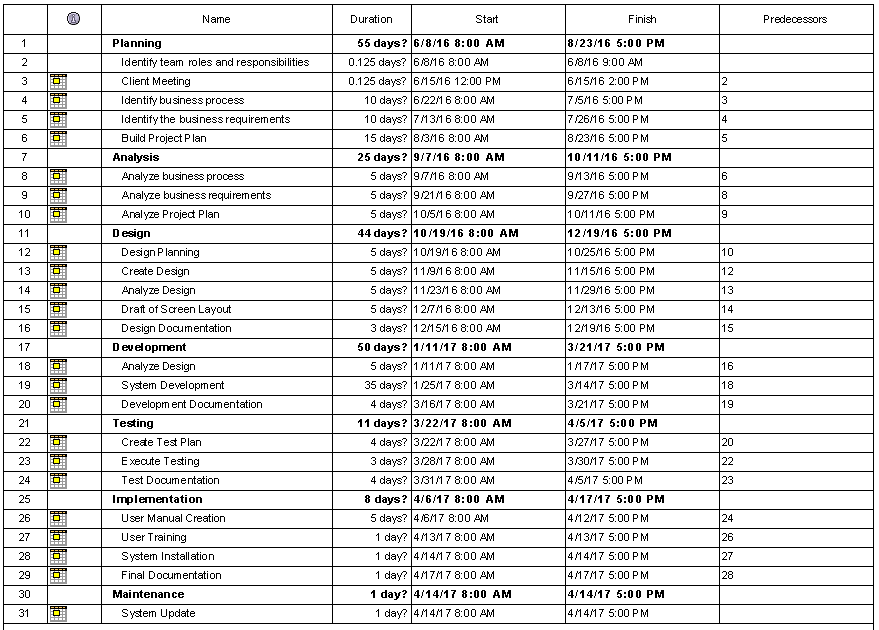 Name Duration Start Finish Predecessors
1 Planning 55 days? 6/8/16 8:00 AM 8/23/16 5:00 PM
2 Identify team roles and responsibilities 0.125 days? 6/8/16 8:00 AM 6/8/16 9:00 AM
3 Client Meeting 0.125 days? 6/15/16 12:00 PM 6/15/16 2:00 PM 2
4 Identify business process 10 days? 6/22/16 8:00 AM 7/5/16 5:00 PM 3
5 Identify the business requirements 10 days? 7/13/16 8:00 AM 7/26/16 5:00 PM 4
6 Build Project Plan 15 days? 8/3/16 8:00 AM 8/23/16 5:00 PM 5
7 Analysis 25 days? 9/7/16 8:00 AM 10/11/16 5:00 PM
8 Analyze business process 5 days? 9/7/16 8:00 AM 9/13/16 5:00 PM 6
9 Analyze business requirements 5 days? 9/21/16 8:00 AM 9/27/16 5:00 PM 8
10 Analyze Project Plan 5 days? 10/5/16 8:00 AM 10/11/16 5:00 PM 9
11 Design 44 days? 10/19/16 8:00 AM 12/19/16 5:00 PM
12 Design Planning 5 days? 10/19/16 8:00 AM 10/25/16 5:00 PM 10
13 Create Design 5 days? 11/9/16 8:00 AM 11/15/16 5:00 PM 12
14 Analyze Design 5 days? 11/23/16 8:00 AM 11/29/16 5:00 PM 13
15 Draft of Screen Layout 5 days? 12/7/16 8:00 AM 12/13/16 5:00 PM 14
16 Design Documentation 3 days? 12/15/16 8:00 AM 12/19/16 5:00 PM 15
17 Development 50 days? 1/11/17 8:00 AM 3/21/17 5:00 PM
18 Analyze Design 5 days? 1/11/17 8:00 AM 1/17/17 5:00 PM 16
19 System Development 35 days? 1/25/17 8:00 AM 3/14/17 5:00 PM 18
20 Development Documentation 4 days? 3/16/17 8:00 AM 3/21/17 5:00 PM 19
21 Testing 11 days? 3/22/17 8:00 AM 4/5/17 5:00 PM
22 Create Test Plan 4 days? 3/22/17 8:00 AM 3/27/17 5:00 PM 20
23 Execute Testing 3 days? 3/28/17 8:00 AM 3/30/17 5:00 PM 22
24 Test Documentation 4 days? 3/31/17 8:00 AM 4/5/17 5:00 PM 23
25 Implementation 8 days? 4/6/17 8:00 AM 4/17/17 5:00 PM
26 User Manual Creation 5 days? 4/6/17 8:00 AM 4/12/17 5:00 PM 24
27 User Training 1 day? 4/13/17 8:00 AM 4/13/17 5:00 PM 26
28 System Installation 1 day? 4/14/17 8:00 AM 4/14/17 5:00 PM 27
29 Final Documentation 1 day? 4/17/17 8:00 AM 4/17/17 5:00 PM 28
30 Maintenance 1 day? 4/14/17 8:00 AM 4/14/17 5:00 PM
31 System Update 1 day? 4/14/17 8:00 AM 4/14/17 5:00 PM